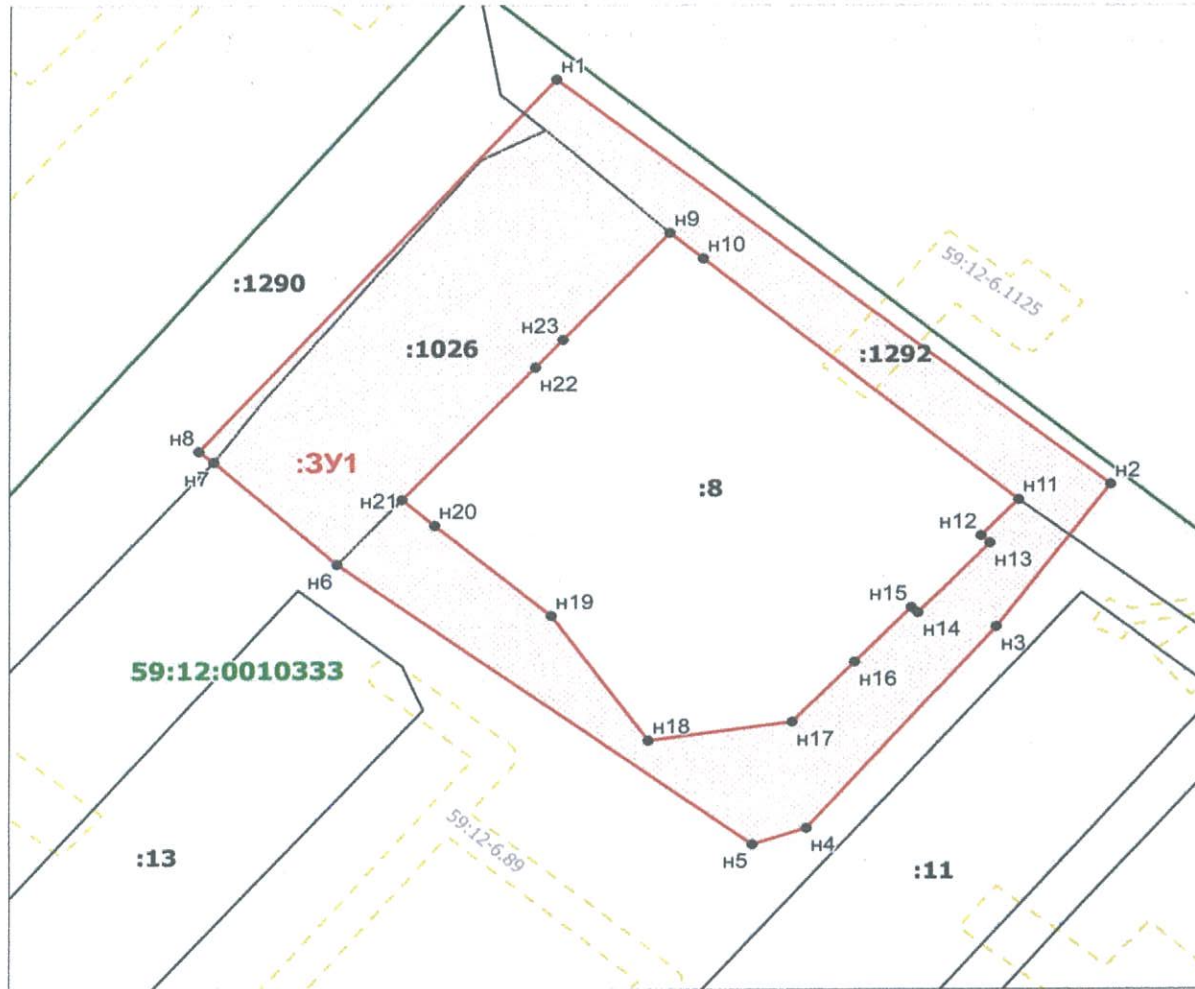 н1
н9
н10
59:12-6.1125
:1290
н23
:1026
:1292
н22
н8
:ЗУ1
н7
н2
н11
:8
н21
н20
н12
н13
н6
н19
н15
н14
н3
59:12:0010333
н16
н18
н17
59:12-6.89
:13
н5
н4
:11